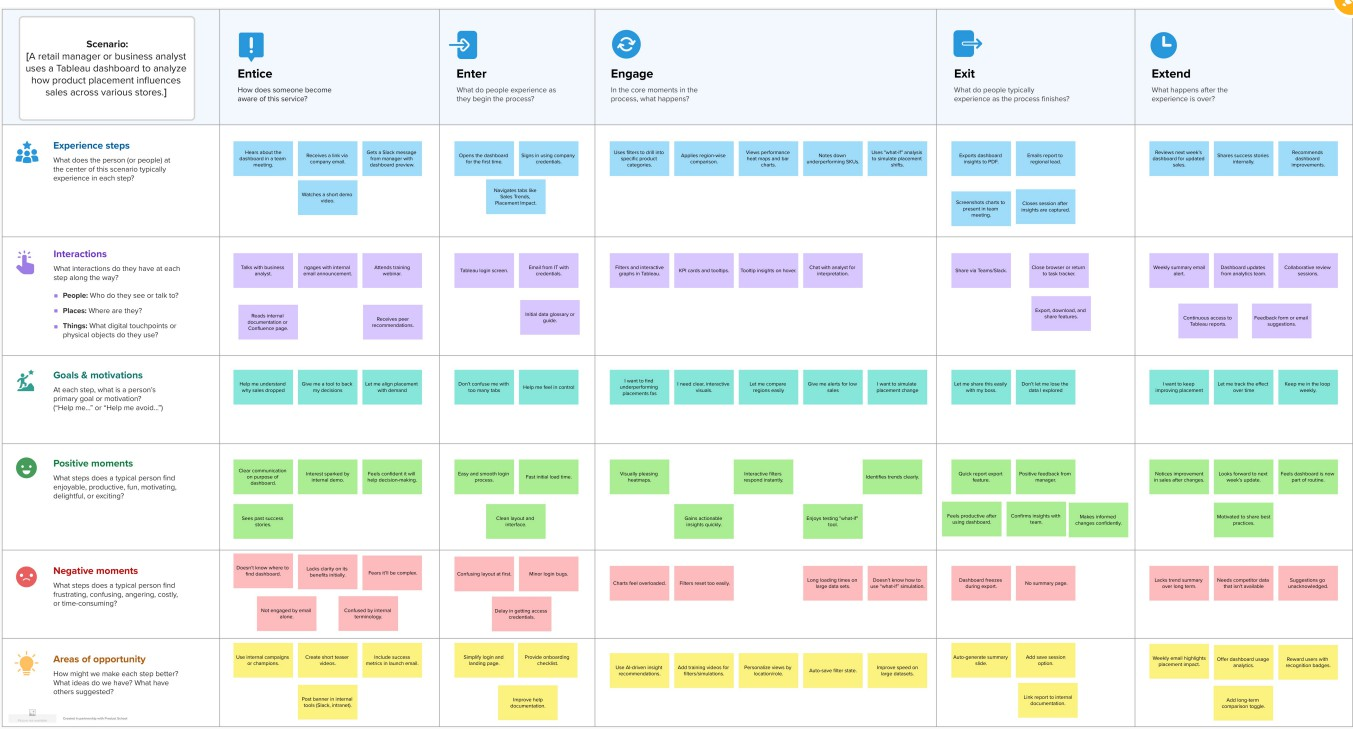 Scenario:
[A retail manager or business analyst
uses a Tableau dashboard to analyze
how product placement influences
sales across various stores.]
Entice
How does someone become
aware of this service?
Enter
What do people experience as
they begin the process?
Engage
In the core moments in the
process, what happens?
Exit
What do people typically
experience as the process finishes?
Extend
What happens after the
experience is over?
Experience steps
What does the person (or people) at
the center of this scenario typically
experience in each step?
Hears about the
dashboard in a team
meeting.
Receives a link via
company email.
Gets a Slack message
from manager with
dashboard preview.
Watches a short demo
video.
Opens the dashboard
for the first time.
Signs in using company
credentials.
Navigates tabs like
Sales Trends,
Placement Impact.
Uses filters to drill into
specific product
categories.
Applies region-wise
comparison.
Views performance
heat maps and bar
charts.
Notes down
underperforming SKUs.
Uses "what-if" analysis
to simulate placement
shifts.
Exports dashboard
insights to PDF.
Emails report to
regional lead.
Screenshots charts to
present in team
meeting.
Closes session after
insights are captured.
Reviews next week's
dashboard for updated
sales.
Shares success stories
internally.
Recommends
dashboard
improvements.
Interactions
What interactions do they have at each
step along the way?
People: Who do they see or talk to?
Places: Where are they?
Things: What digital touchpoints or
physical objects do they use?
Talks with business
analyst.
ngages with internal
email announcement.
Attends training
webinar.
Reads internal
documentation or
Confluence page.
Receives peer
recommendations.
Tableau login screen.
Email from IT with
credentials.
Initial data glossary or
guide.
Filters and interactive
graphs in Tableau.
KPI cards and tooltips.
Tooltip insights on hover.
Chat with analyst for
interpretation.
Share via Teams/Slack.
Close browser or return
to task tracker.
Export, download, and
share features.
Weekly summary email
alert.
Dashboard updates
from analytics team.
Collaborative review
sessions.
Continuous access to
Tableau reports.
Feedback form or email
suggestions.
Goals & motivations
At each step, what is a person's
primary goal or motivation?
("Help me..." or "Help me avoid...")
Help me understand
why sales dropped
Give me a tool to back
my decisions
Let me align placement
with demand
Don't confuse me with
too many tabs
Help me feel in control
I want to find
underperforming
placements fas
I need clear, interactive
visuals.
Let me compare
regions easily
Give me alerts for low
sales
I want to simulate
placement change
Let me share this easily
with my boss.
Don't let me lose the
data I explored
I want to keep
improving placement
Let me track the effect
over time
Keep me in the loop
weekly.
Positive moments
What steps does a typical person find
enjoyable, productive, fun, motivating,
delightful, or exciting?
Clear communication
on purpose of
dashboard.
Interest sparked by
internal demo.
Feels confident it will
help decision-making.
Sees past success
stories.
Easy and smooth login
process.
Fast initial load time.
Clean layout and
interface.
Visually pleasing
heatmaps.
Interactive filters
respond instantly.
Identifies trends clearly.
Gains actionable
insights quickly.
Enjoys testing "what-if"
tool.
Quick report export
feature.
Positive feedback from
manager.
Feels productive after
using dashboard.
Confirms insights with
team.
Makes informed
changes confidently.
Notices improvement
in sales after changes.
Looks forward to next
week's update.
Feels dashboard is now
part of routine.
Motivated to share best
practices.
Negative moments
What steps does a typical person find
frustrating, confusing, angering, costly,
or time-consuming?
Doesn't know where to
find dashboard.
Lacks clarity on its
benefits initially.
Fears it'll be complex.
Not engaged by email
alone.
Confused by internal
terminology.
Confusing layout at first.
Minor login bugs.
Delay in getting access
credentials.
Charts feel overloaded.
Filters reset too easily.
Long loading times on
large data sets.
Doesn't know how to
use "what-if" simulation.
Dashboard freezes
during export.
No summary page.
Lacks trend summary
over long term.
Needs competitor data
that isn't available
Suggestions go
unacknowledged.
Areas of opportunity
How might we make each step better?
What ideas do we have? What have
others suggested?
Use internal campaigns
or champions.
Create short teaser
videos.
Include success
metrics in launch email.
Post banner in internal
tools (Slack, intranet).
Simplify login and
landing page.
Provide onboarding
checklist.
Improve help
documentation.
Use AI-driven insight
recommendations.
Add training videos for
filters/simulations.
Personalize views by
location/role.
Auto-save filter state.
Improve speed on
large datasets.
Auto-generate summary
slide.
Add save session
option.
Link report to internal
documentation.
Weekly email highlights
placement impact.
Offer dashboard usage
analytics.
Reward users with
recognition badges.
Add long-term
comparison toggle.